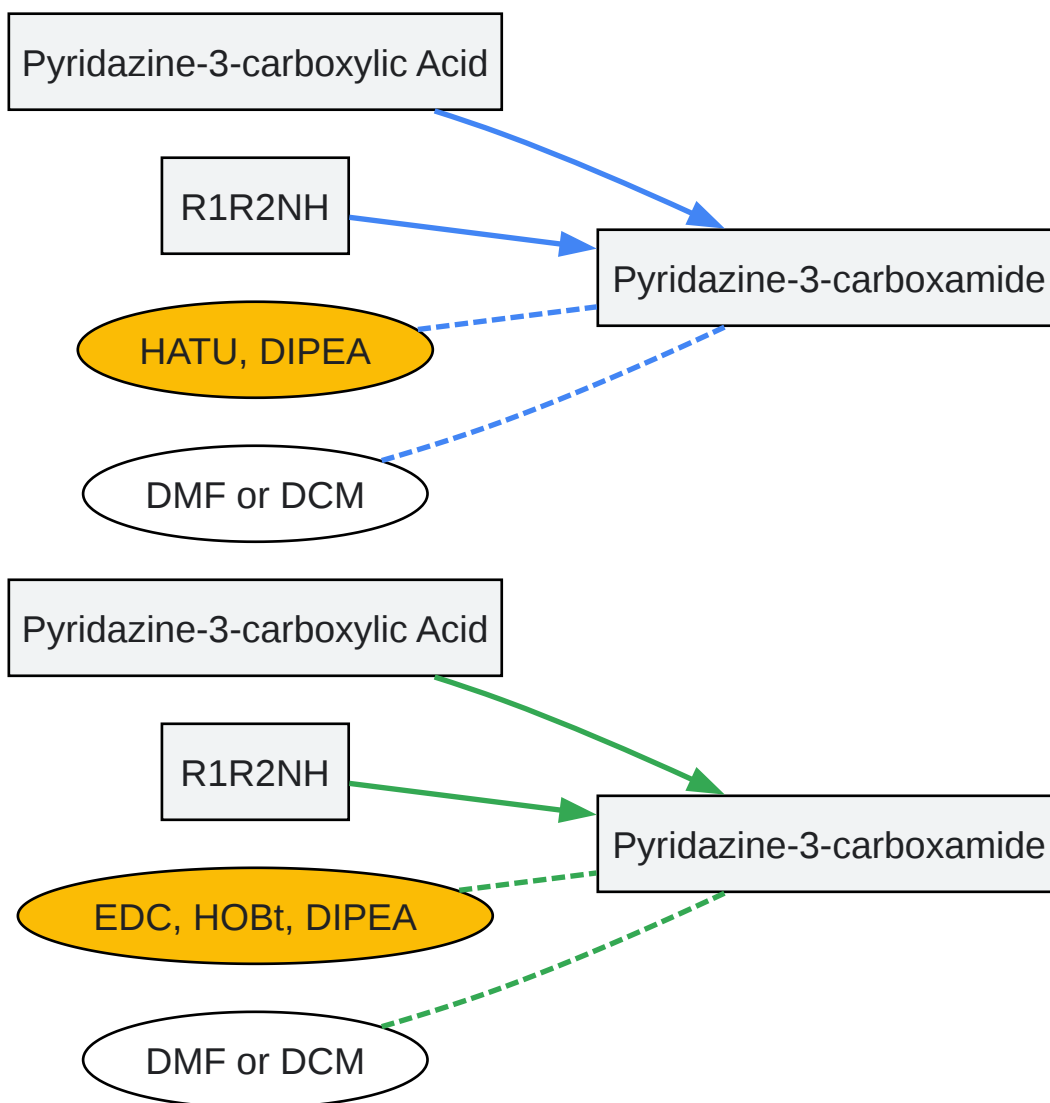 Pyridazine-3-carboxylic Acid
R1R2NH
Pyridazine-3-carboxamide
HATU, DIPEA
DMF or DCM
Pyridazine-3-carboxylic Acid
R1R2NH
Pyridazine-3-carboxamide
EDC, HOBt, DIPEA
DMF or DCM